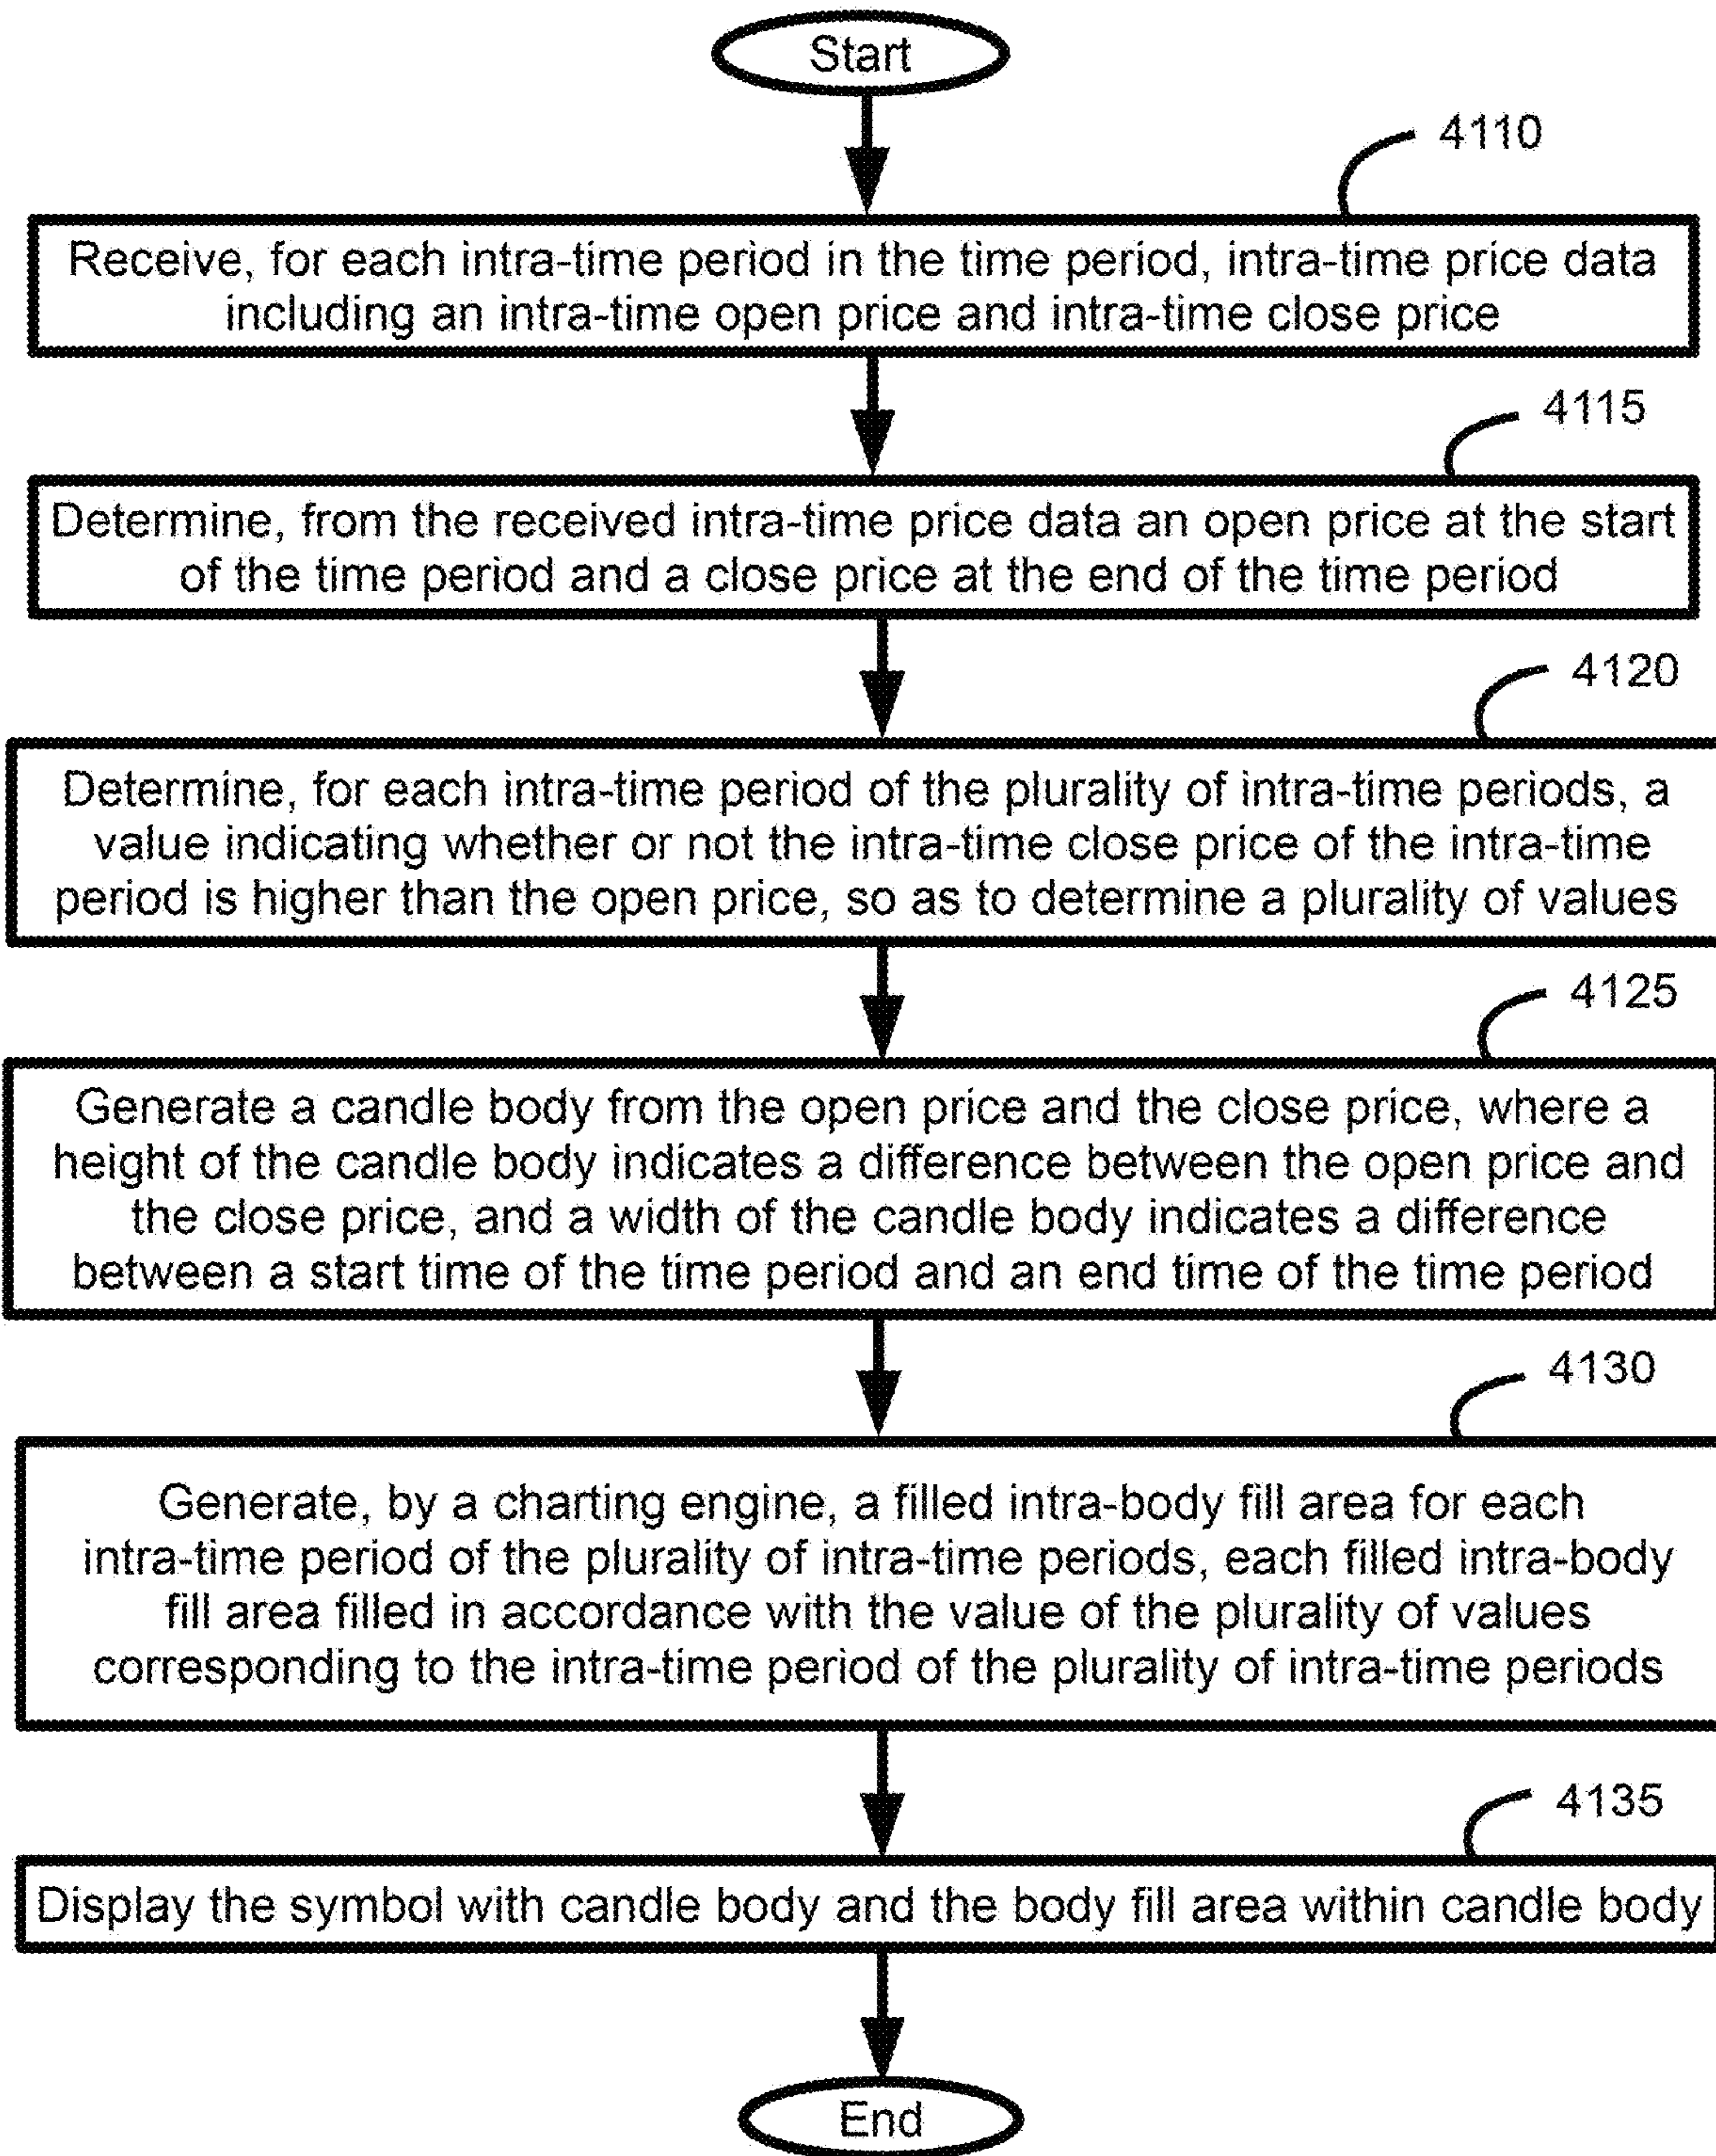 Start
4110
Receive, for each intra-time period in the time period, intra-time price data
including an intra-time open price and intra-time close price
4115
Determine, from the received intra-time price data an open price at the start
of the time period and a close price at the end of the time period
4120
Determine, for each intra-time period of the plurality of intra-time periods, a
value indicating whether or not the intra-time close price of the intra-time
period is higher than the open price, so as to determine a plurality of values
4125
Generate a candle body from the open price and the close price, where a
height of the candle body indicates a difference between the open price and
the close price, and a width of the candle body indicates a difference
between a start time of the time period and an end time of the time period
4130
Generate, by a charting engine, a filled intra-body fill area for each
intra-time period of the plurality of intra-time periods, each filled intra-body
fill area filled in accordance with the value of the plurality of values
corresponding to the intra-time period of the plurality of intra-time periods
4135
Display the symbol with candle body and the body fill area within candle body
End